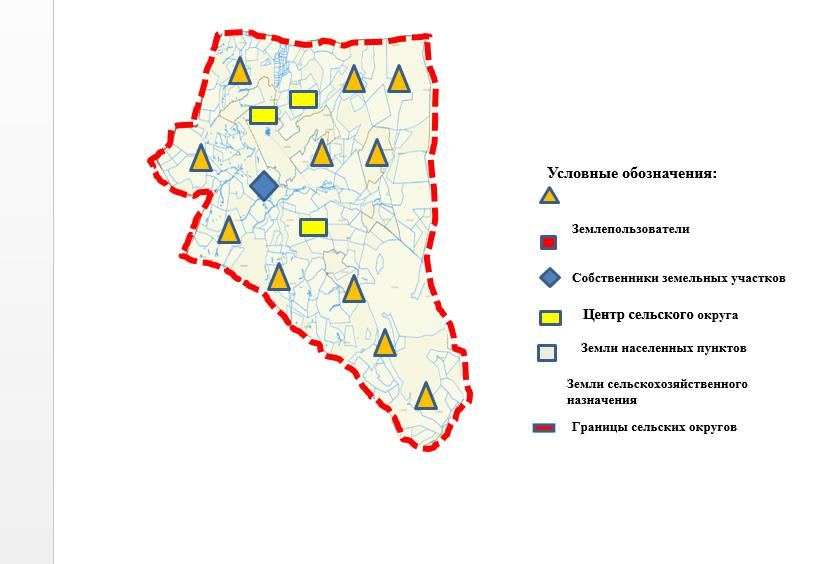 Условные обозначения:
Землепользователи
Собственники земельных участков
Центр сельского округа
Земли населенных пунктов
Земли сельскохозяйственного
назначения
Границы сельских округов